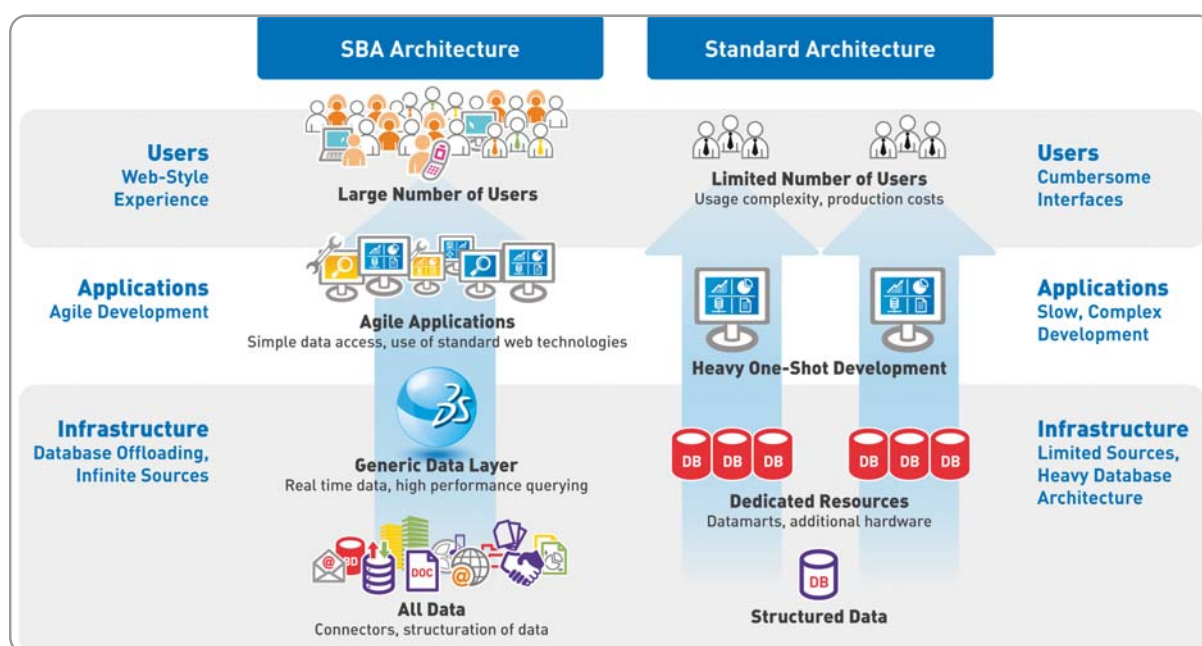 SBA Architecture
Standard Architecture
Users
Web-Style
Experience
Large Number of Users
Limited Number of Users
Usage complexity, production costs
Users
Cumbersome
Interfaces
Applications
Agile Development
Agile Applications
Simple data access, use of standard web technologies
Heavy One-Shot Development
Applications
Slow, Complex
Development
Infrastructure
Database Offloading,
Infinite Sources
DS
Generic Data Layer
Real time data, high performance querying
DB DB DB
DB DB DB
Dedicated Resources
Datamarts, additional hardware
Infrastructure
Limited Sources,
Heavy Database
Architecture
@
BD
DOC
@
All Data
Connectors, structuration of data
DB
Structured Data